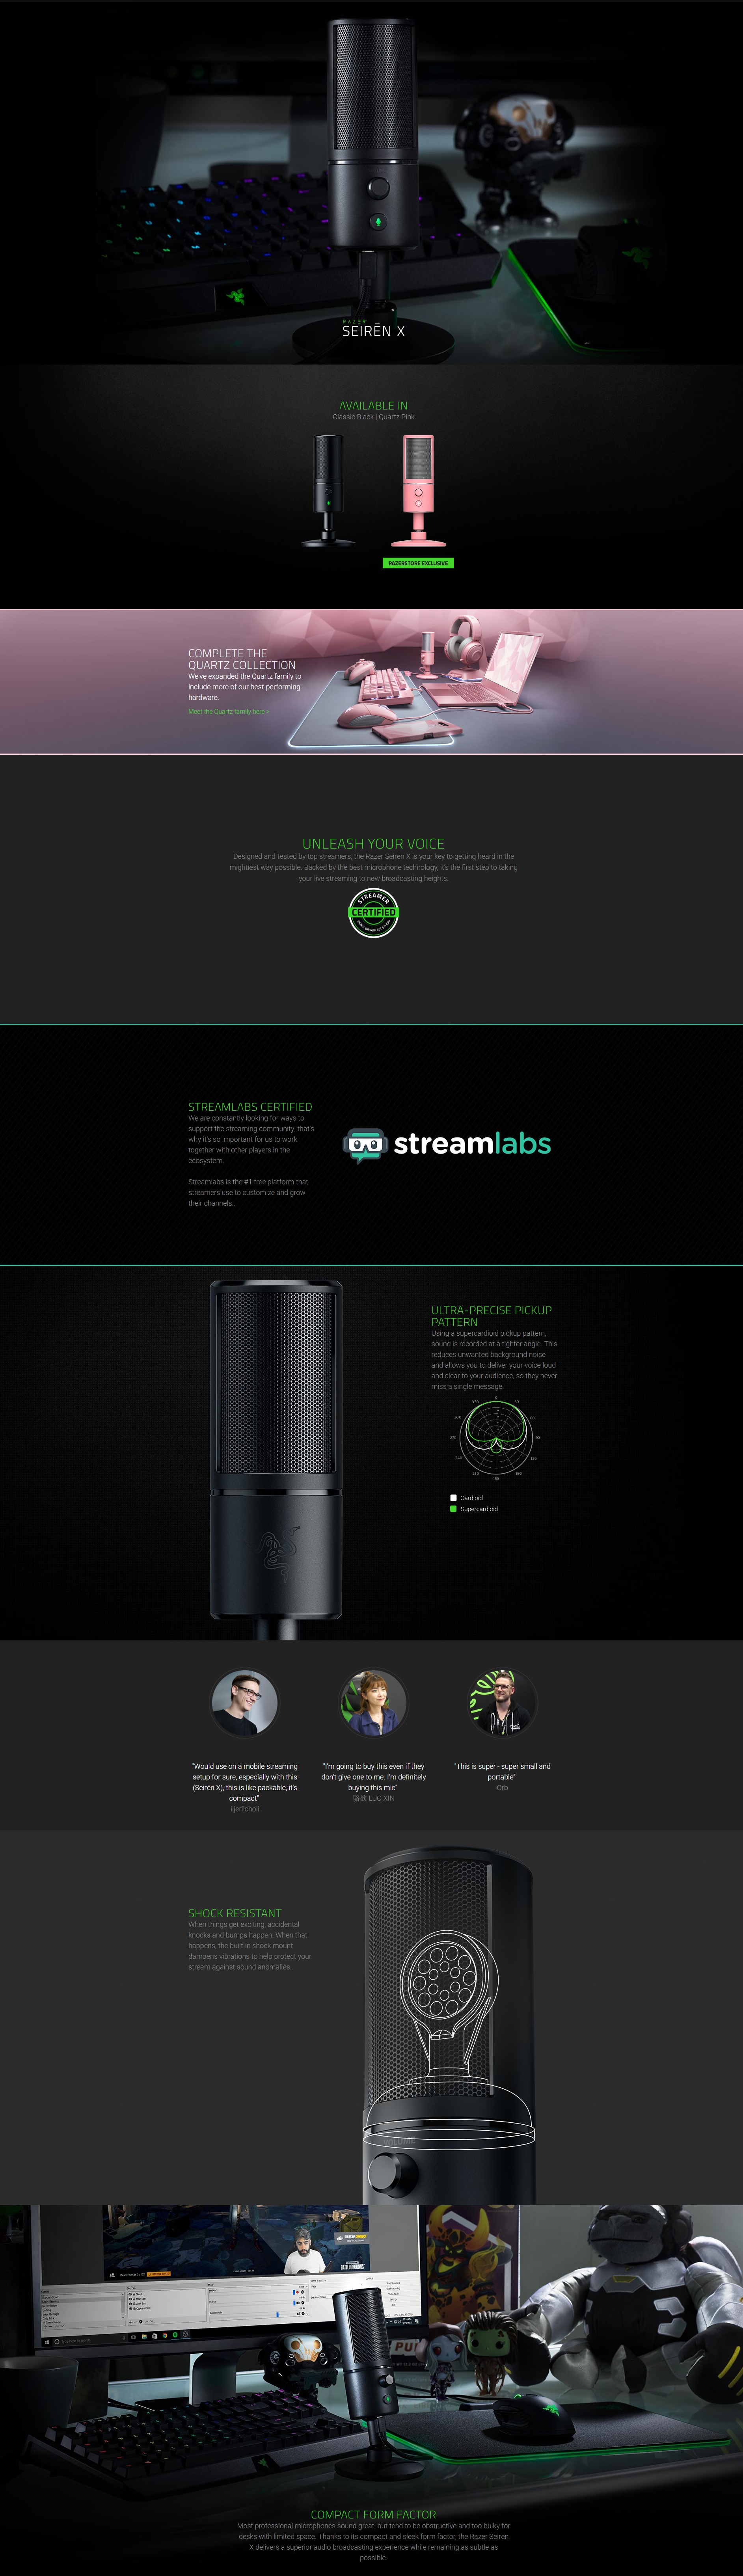 RAZER
SEIRĒN X
AVAILABLE IN
Classic Black | Quartz Pink
RAZERSTORE EXCLUSIVE
COMPLETE THE
QUARTZ COLLECTION
We've expanded the Quartz family to
include more of our best-performing
hardware.
Meet the Quartz family here >
UNLEASH YOUR VOICE
Designed and tested by top streamers, the Razer Seirēn X is your key to getting heard in the
mightiest way possible. Backed by the best microphone technology, it's the first step to taking
your live streaming to new broadcasting heights.
STREAMER
CERTIFIED
STREAMLABS CERTIFIED
We are constantly looking for ways to
support the streaming community; that's
why it's so important for us to work
together with other players in the
ecosystem.
Streamlabs is the #1 free platform that
streamers use to customize and grow
their channels..
streamlabs
ULTRA-PRECISE PICKUP
PATTERN
Using a supercardioid pickup pattern,
sound is recorded at a tighter angle. This
reduces unwanted background noise
and allows you to deliver your voice loud
and clear to your audience, so they never
miss a single message.
Cardioid
Supercardioid
"Would use on a mobile streaming
setup for sure, especially with this
(Seirēn X), this is like packable, it's
compact"
iijeriichoii
"I'm going to buy this even if they
don't give one to me. I'm definitely
buying this mic"
LUO XIN
"This is super - super small and
portable"
Orb
SHOCK RESISTANT
When things get exciting, accidental
knocks and bumps happen. When that
happens, the built-in shock mount
dampens vibrations to help protect your
stream against sound anomalies.
VOLUME
COMPACT FORM FACTOR
Most professional microphones sound great, but tend to be obstructive and too bulky for
desks with limited space. Thanks to its compact and sleek form factor, the Razer Seirēn
X delivers a superior audio broadcasting experience while remaining as subtle as
possible.